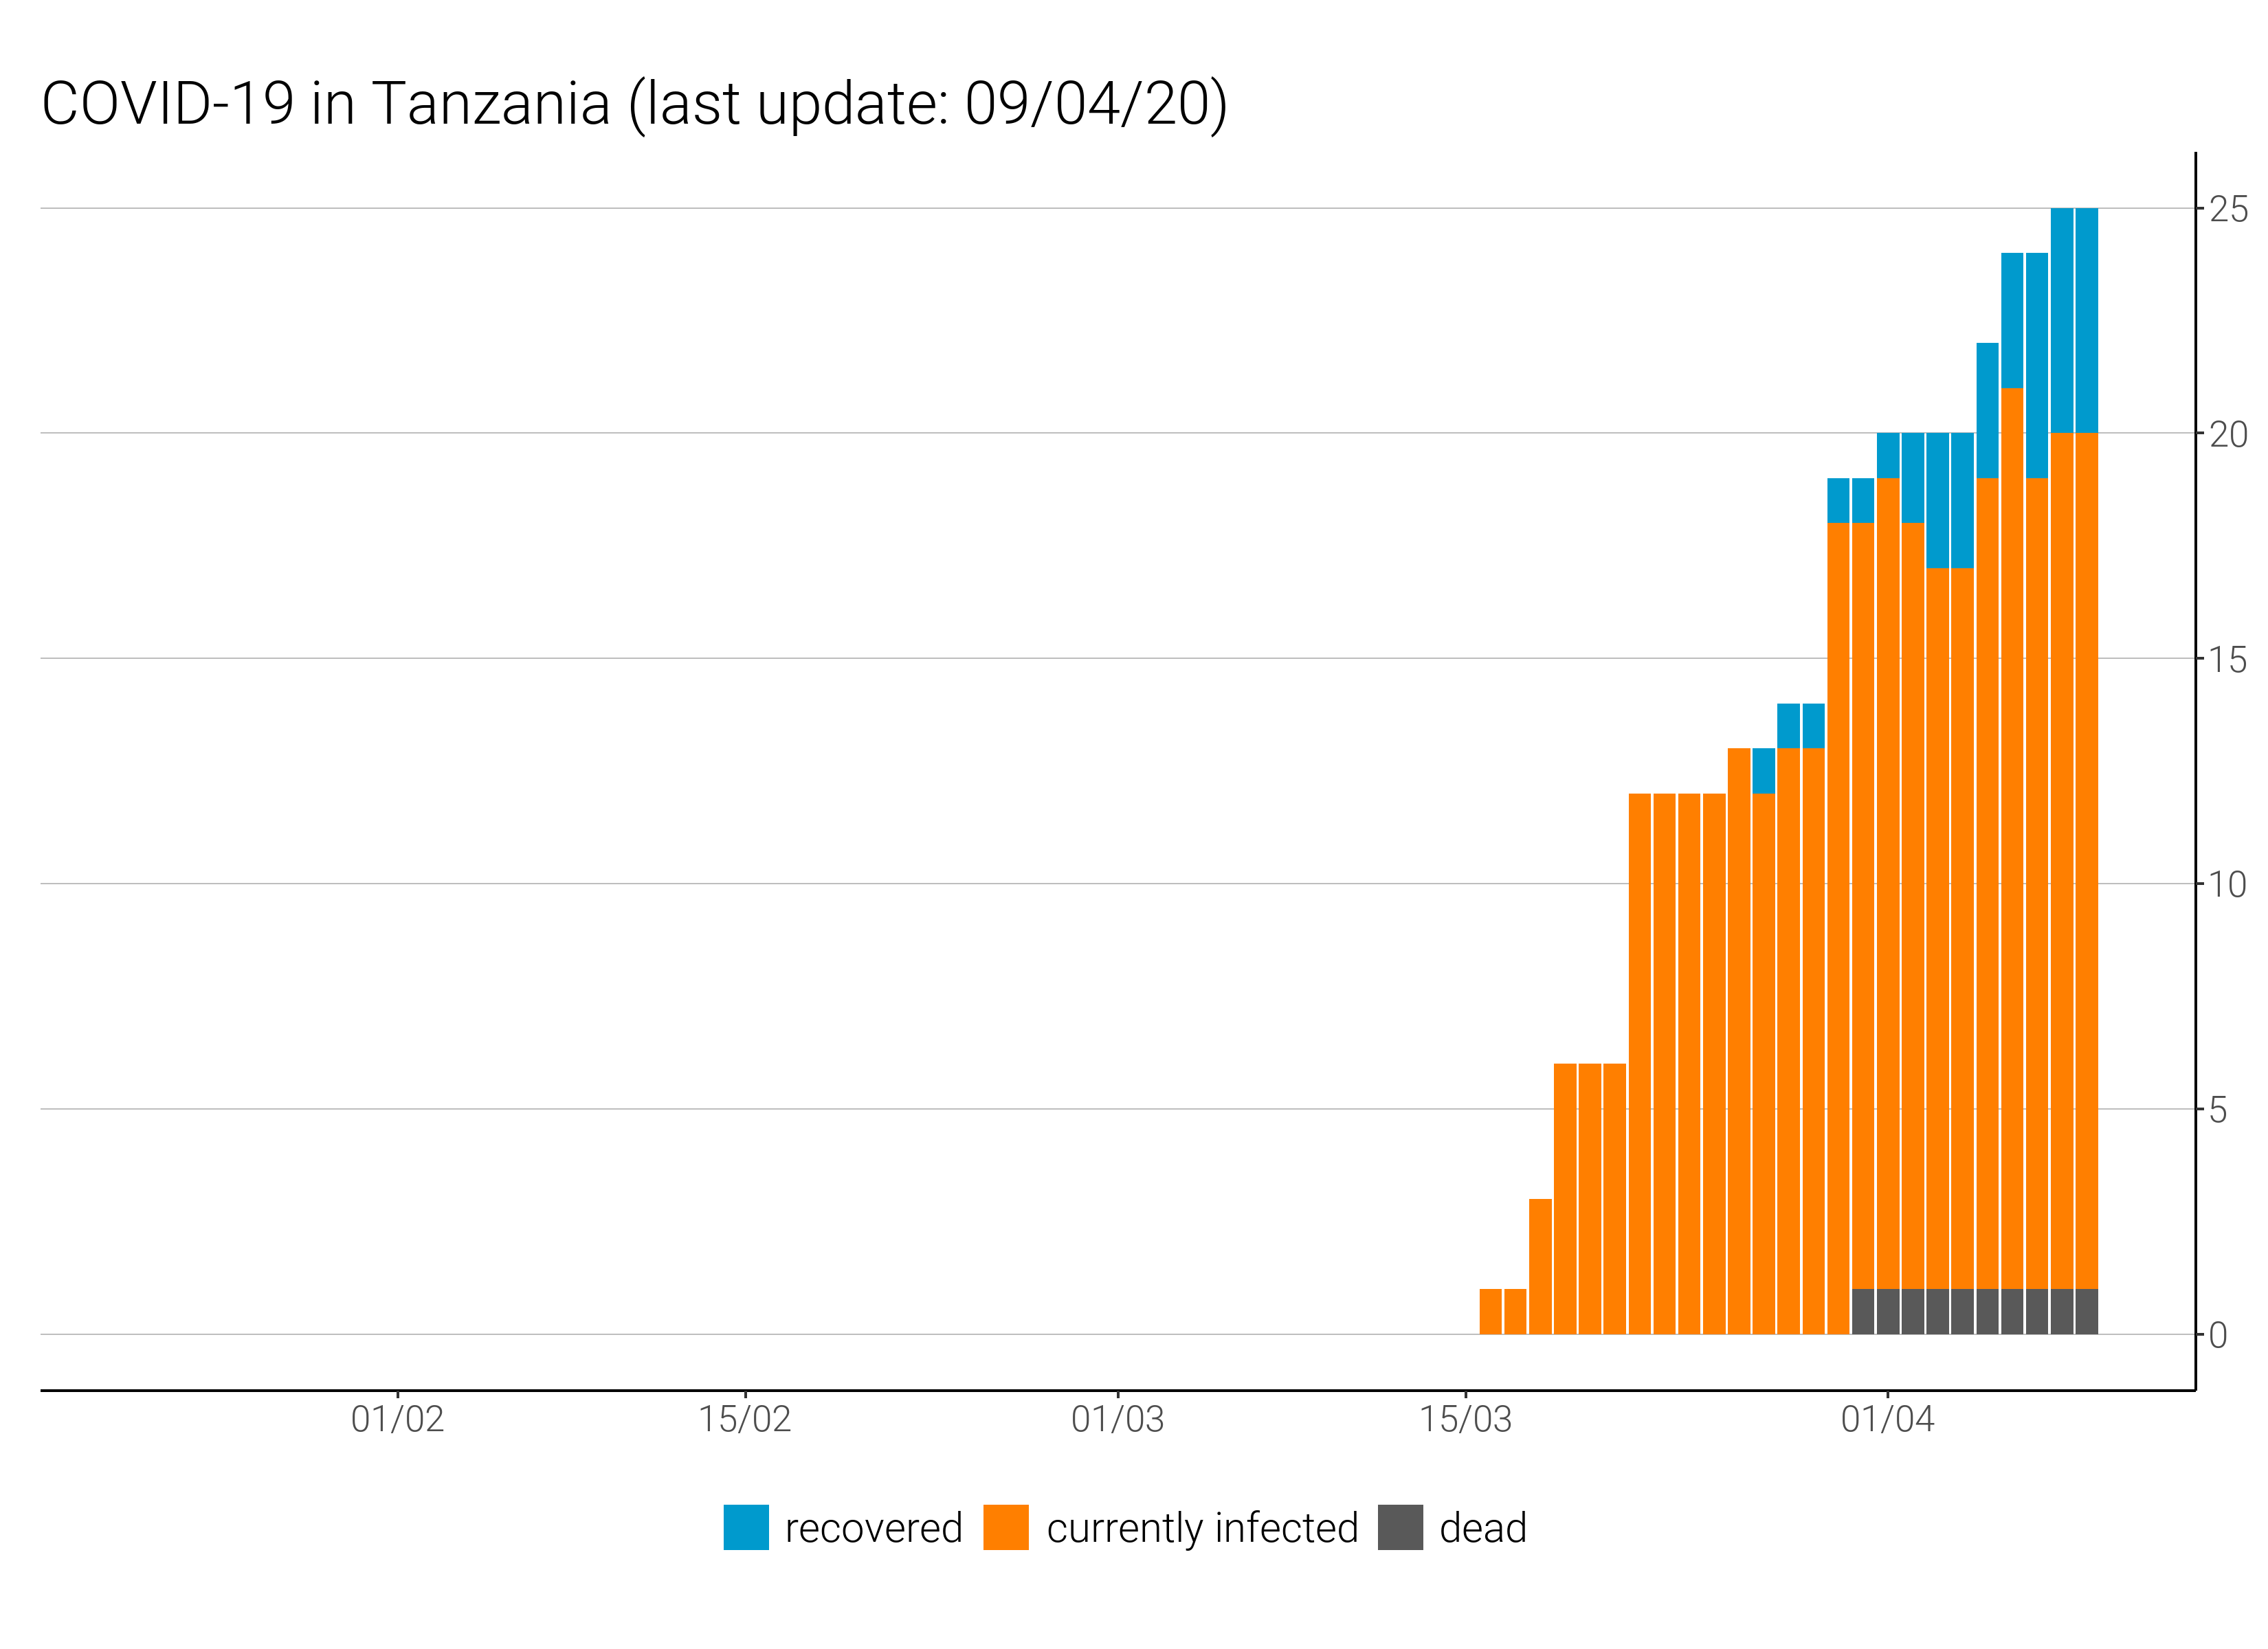 COVID-19 in Tanzania (last update: 09/04/20)
25
20
15
10
5
0
01/02 15/02 01/03 15/03 01/04
recovered currently infected dead